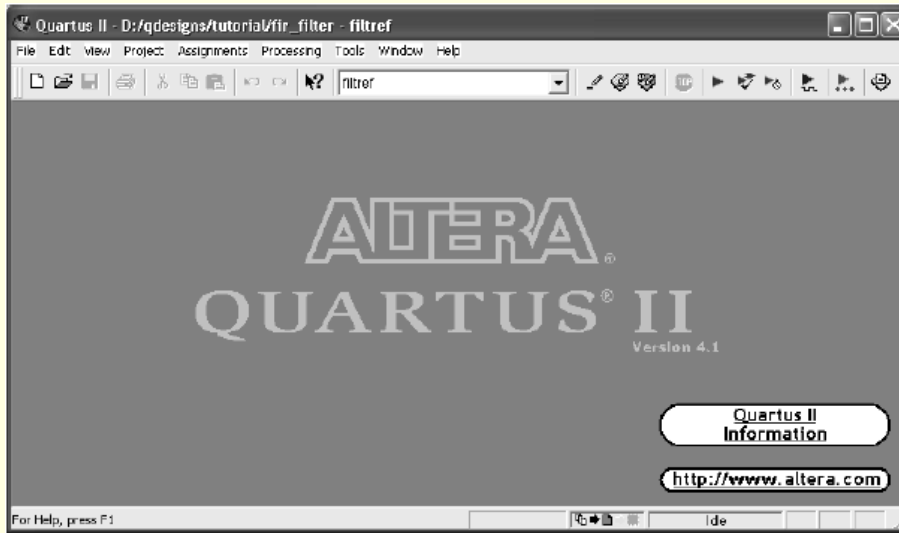 Quartus II - D:/qdesigns/tutorial/fir_filter - filtref
File Edit View Project Assignments Processing Tools Window Help
filtref
ALTERA®
QUARTUS® II
Version 4.1
Quartus II
Information
http://www.altera.com
For Help, press F1
Idle